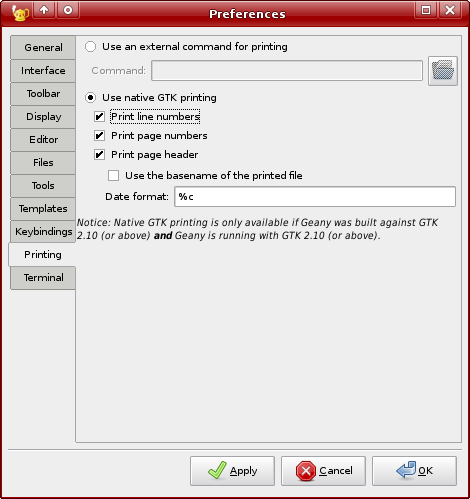 Preferences
General
Interface
Toolbar
Display
Editor
Files
Tools
Templates
Keybindings
Printing
Terminal
Use an external command for printing
Command:
Use native GTK printing
Print line numbers
Print page numbers
Print page header
Use the basename of the printed file
Date format: %c
Notice: Native GTK printing is only available if Geany was built against GTK
2.10 (or above) and Geany is running with GTK 2.10 (or above).
Apply
Cancel
OK